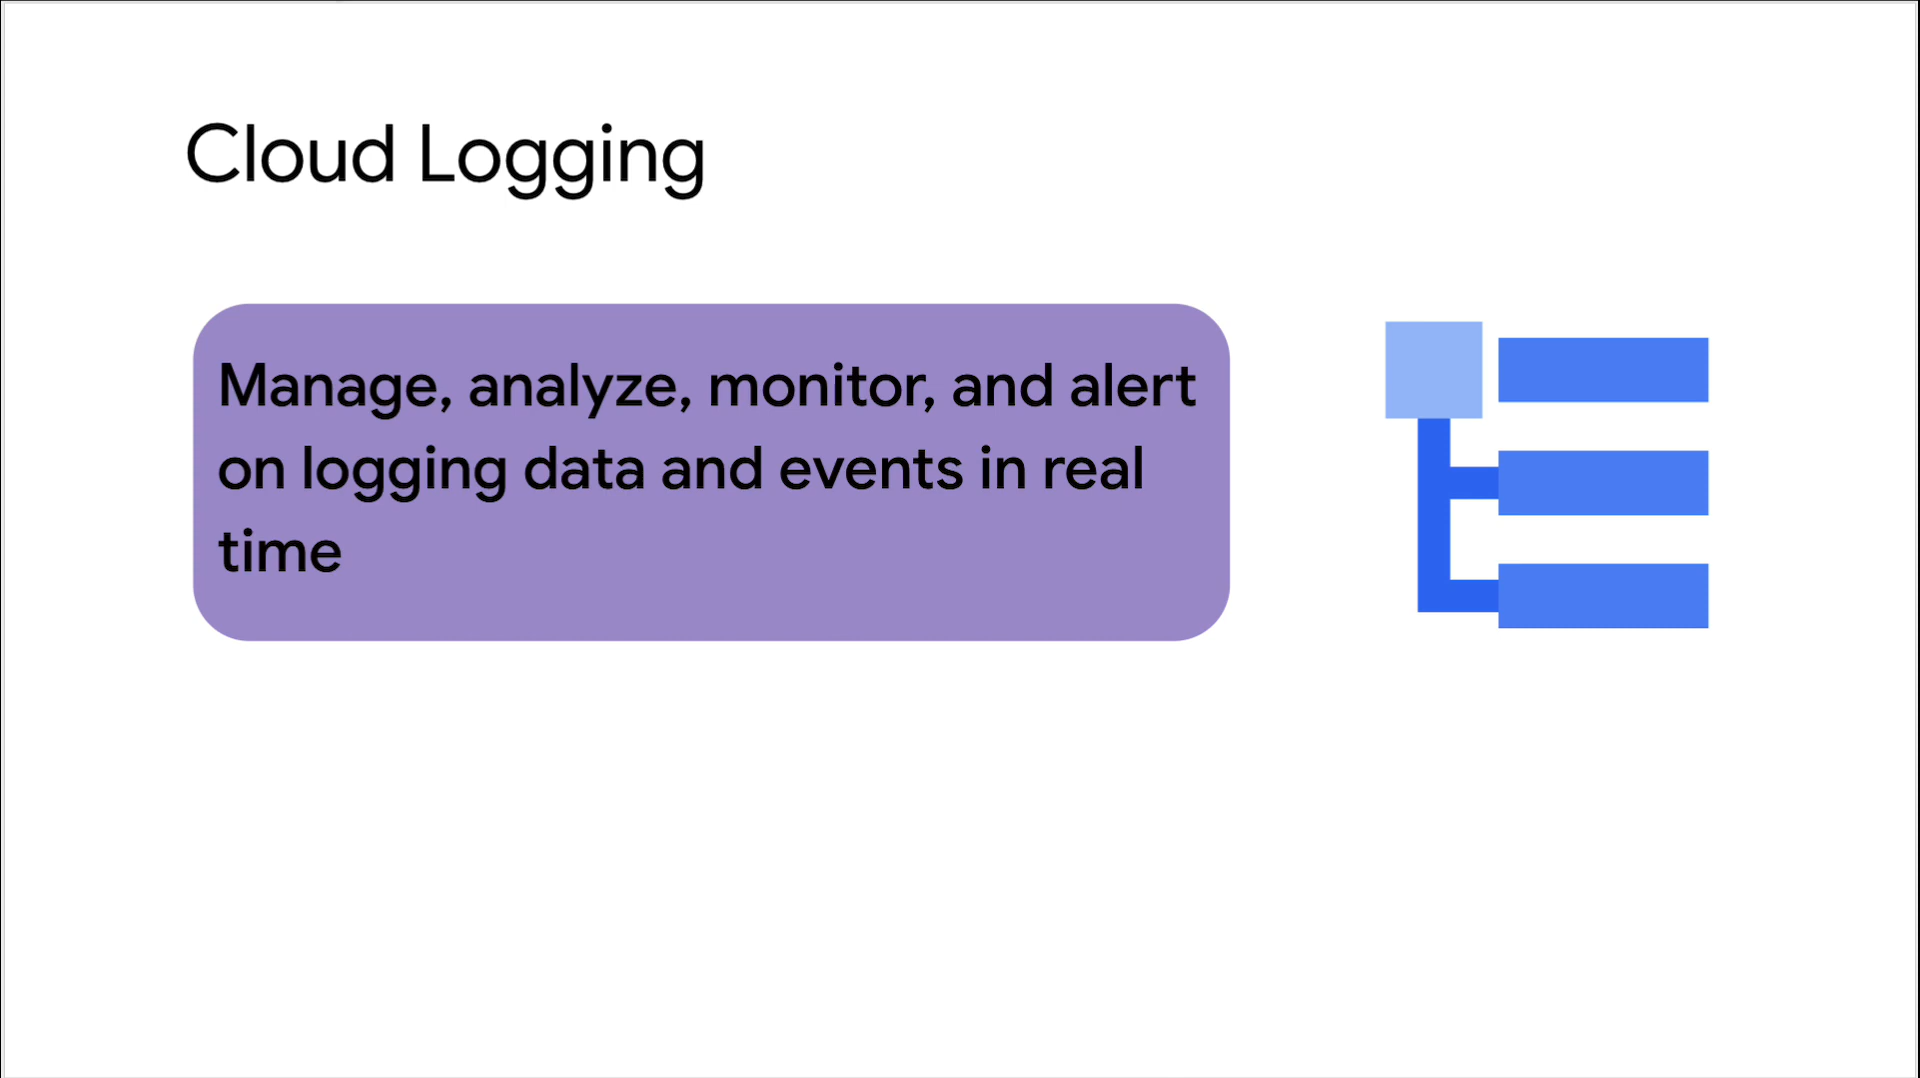 Cloud Logging
Manage, analyze, monitor, and alert
on logging data and events in real
time